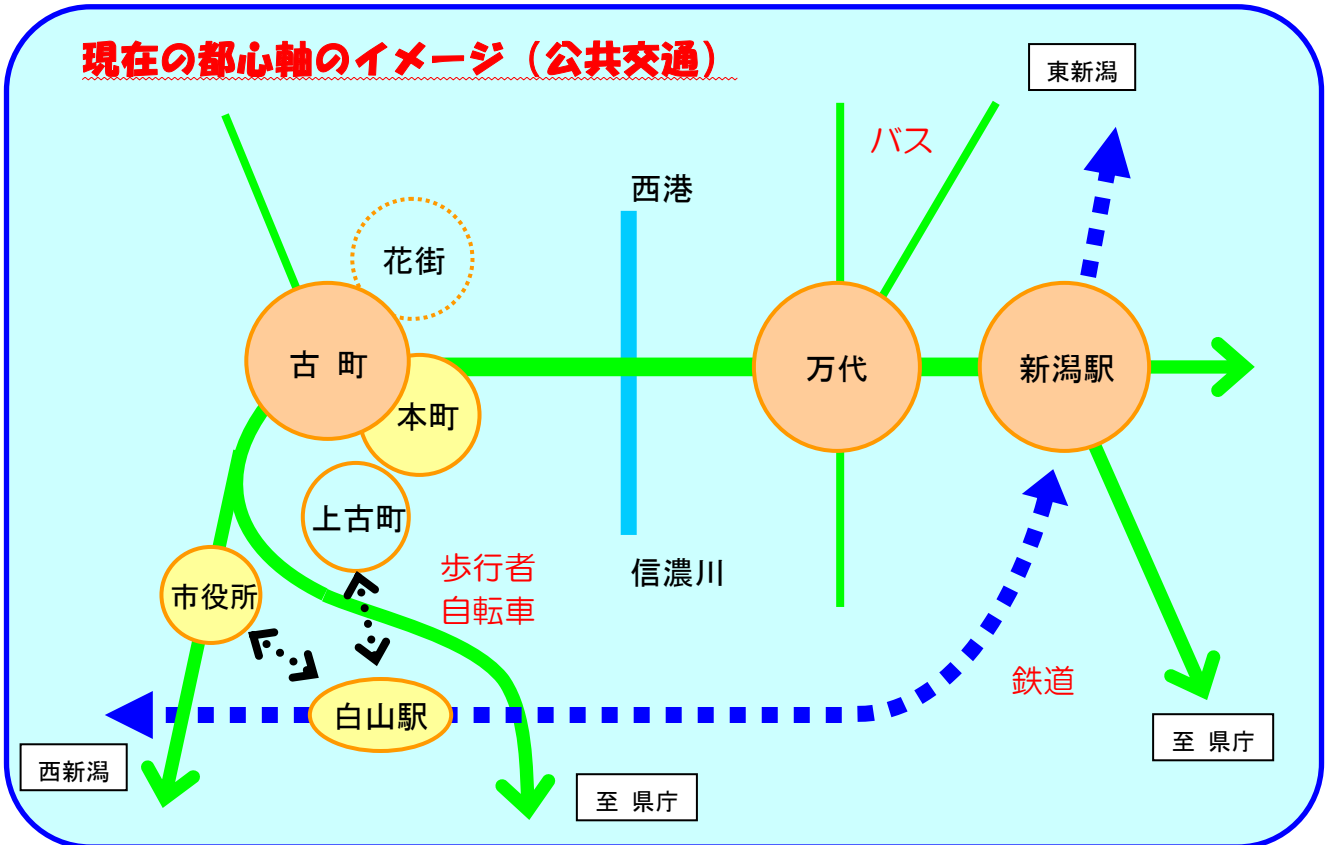 現在の都心軸のイメージ（公共交通）
東新潟
バス
西港
花街
古 町
万代
新潟駅
本町
上古町
歩行者
自転車
信濃川
市役所
鉄道
白山駅
西新潟
至 県庁
至 県庁